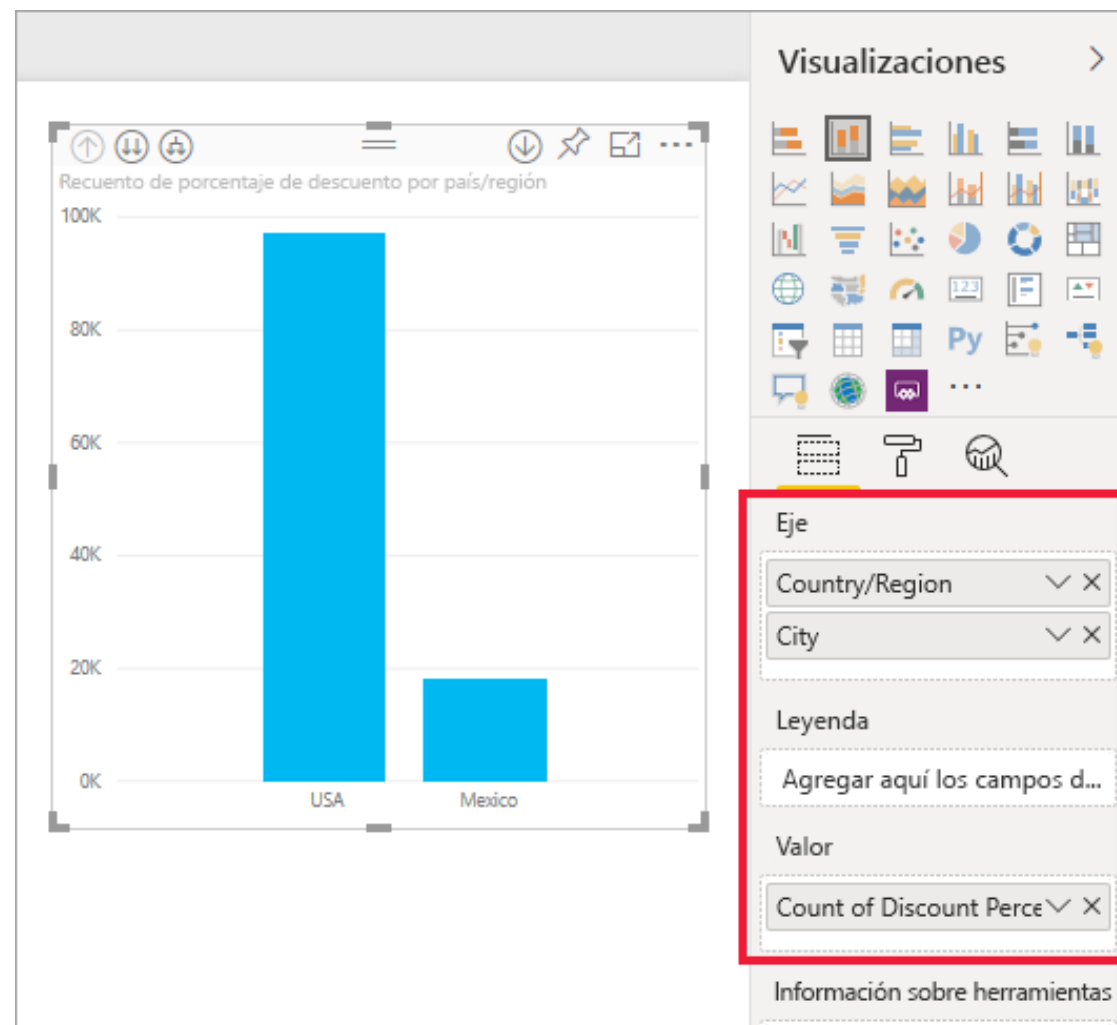 Visualizaciones
Recuento de porcentaje de descuento por país/región
100K
80K
60K
40K
20K
0K
USA
Mexico
123
Py
Eje
Country/Region
City
Leyenda
Agregar aquí los campos d...
Valor
Count of Discount Perce
Información sobre herramientas